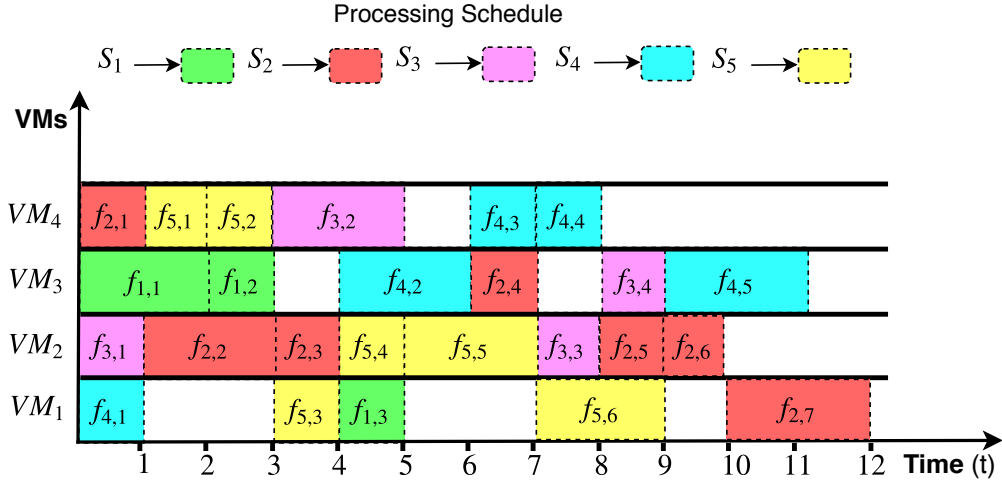 Processing Schedule
S1 S2 S3 S4 S5
VMs
VM4 f2,1 f5,1 f5,2 f3,2 f4,3 f4,4
VM3 f1,1 f1,2 f4,2 f2,4 f3,4 f4,5
VM2 f3,1 f2,2 f2,3 f5,4 f5,5 f3,3 f2,5 f2,6
VM1 f4,1 f5,3 f1,3 f5,6 f2,7
1 2 3 4 5 6 7 8 9 10 11 12 Time (t)